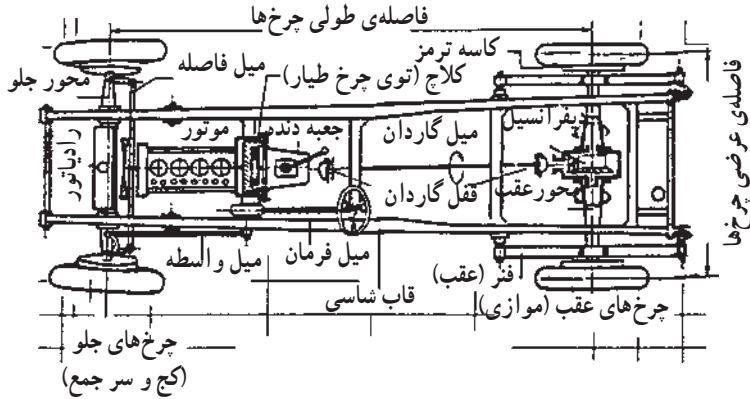 فاصله‌ی طولی چرخ‌ها
کاسه ترمز
میل فاصله
محور جلو
کلاچ (توی چرخ طیار)
فاصله‌ی عرضی چرخ‌ها
دیفرانسیل
میل گاردان
جعبه دنده
موتور
رادیاتور
محور عقب
قفل گاردان
میل فرمان
میل واسطه
فنر (عقب)
قاب شاسی
چرخ‌های عقب (موازی)
چرخ‌های جلو
(کج و سر جمع)